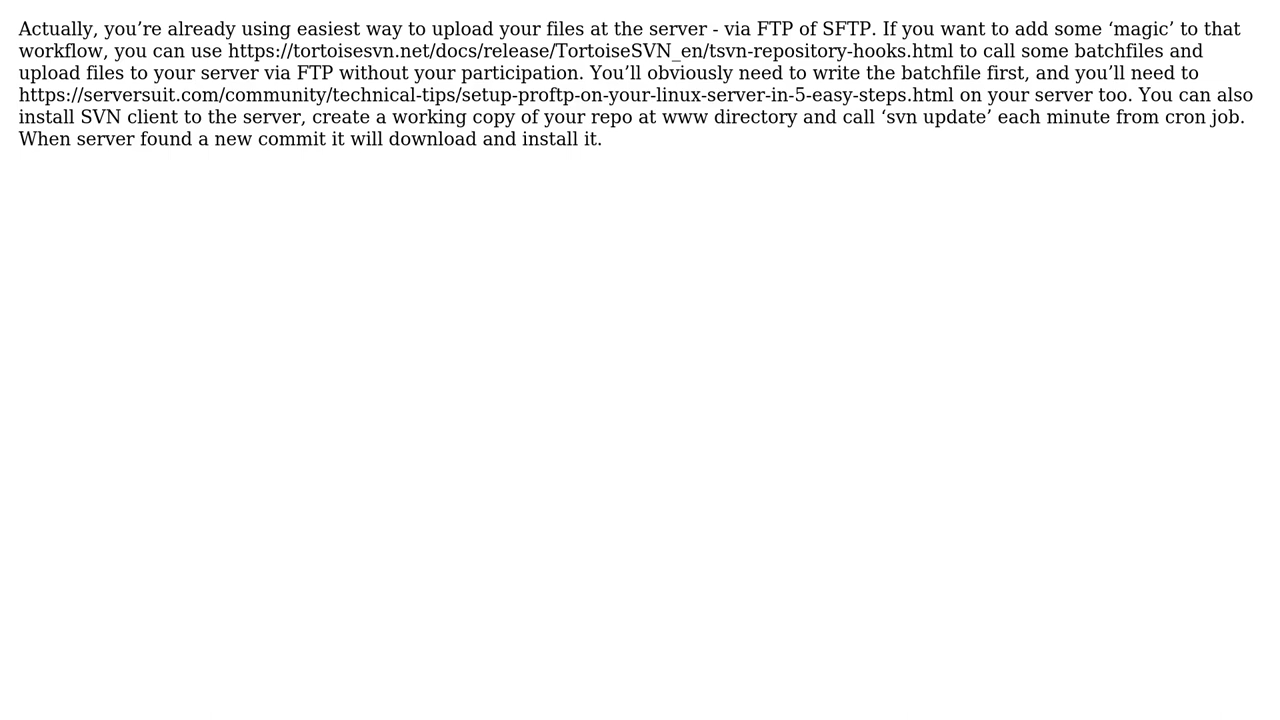 Actually, you’re already using easiest way to upload your files at the server - via FTP of SFTP. If you want to add some ‘magic’ to that
workflow, you can use https://tortoisesvn.net/docs/release/TortoiseSVN_en/tsvn-repository-hooks.html to call some batchfiles and
upload files to your server via FTP without your participation. You’ll obviously need to write the batchfile first, and you’ll need to
https://serversuit.com/community/technical-tips/setup-proftp-on-your-linux-server-in-5-easy-steps.html on your server too. You can also
install SVN client to the server, create a working copy of your repo at www directory and call ‘svn update’ each minute from cron job.
When server found a new commit it will download and install it.